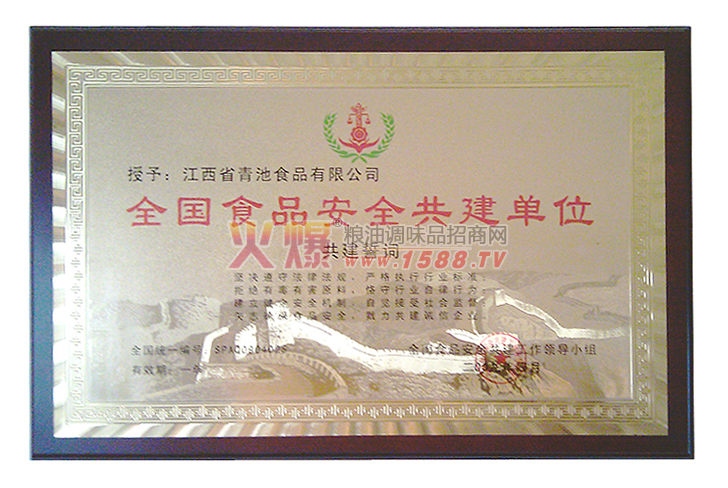 授予：江西省青池食品有限公司
全国食品安全共建单位
火爆 粮油调味品招商网
www.1588.TV
共建誓词
坚决遵守法律法规，严格执行行业标准；
拒绝有毒有害原料，恪守行业自律行为；
建立健全安全机制，自觉接受社会监督；
矢志确保食品安全，致力共建诚信企业。
全国统一编号：
全国食品安全共建工作领导小组
有效期：一年